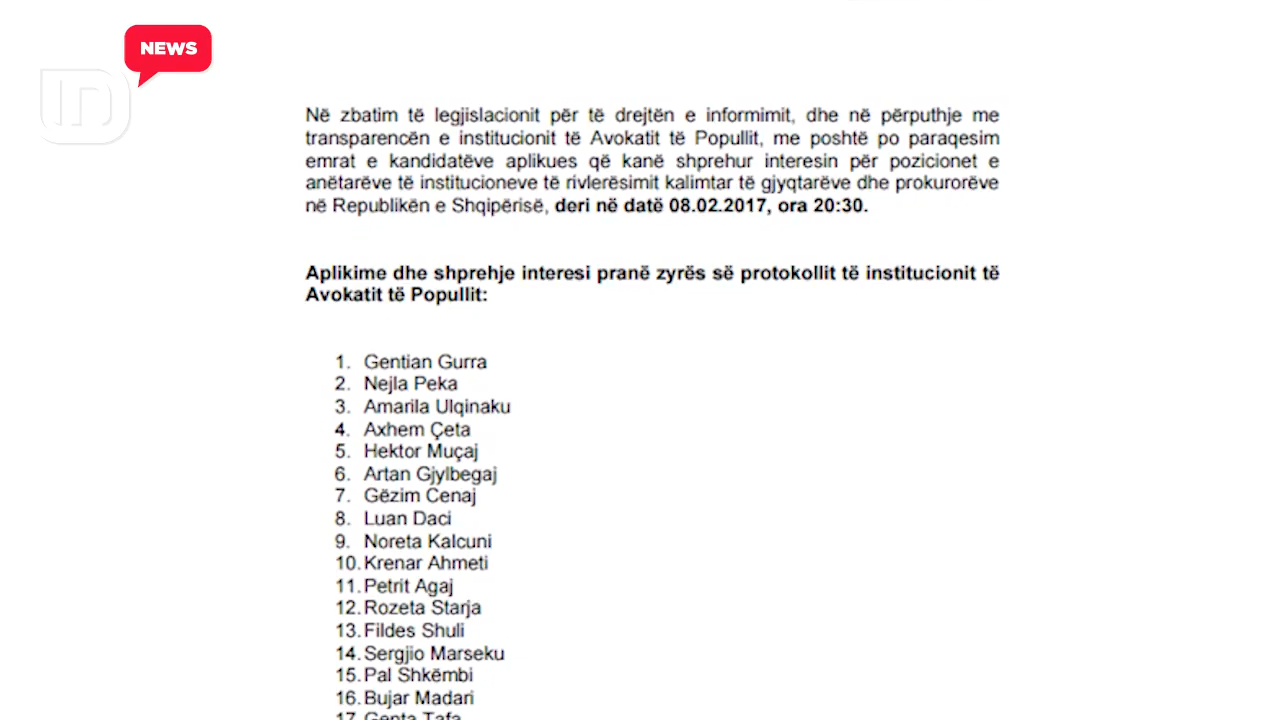 NEWS
ID
Në zbatim të legjislacionit për të drejtën e informimit, dhe në përputhje me
transparencën e institucionit të Avokatit të Popullit, me poshtë po paraqesim
emrat e kandidatëve aplikues që kanë shprehur interesin për pozicionet e
anëtarëve të institucioneve të rivlerësimit kalimtar të gjyqtarëve dhe prokurorëve
në Republikën e Shqipërisë, deri në datë 08.02.2017, ora 20:30.
Aplikime dhe shprehje interesi pranë zyrës së protokollit të institucionit të
Avokatit të Popullit:
1. Gentian Gurra
2. Nejla Peka
3. Amarila Ulqinaku
4. Axhem Çeta
5. Hektor Muçaj
6. Artan Gjylbegaj
7. Gëzim Cenaj
8. Luan Daci
9. Noreta Kalcuni
10. Krenar Ahmeti
11. Petrit Agaj
12. Rozeta Starja
13. Fildes Shuli
14. Sergjio Marseku
15. Pal Shkëmbi
16. Bujar Madari
17. Genta Tafa